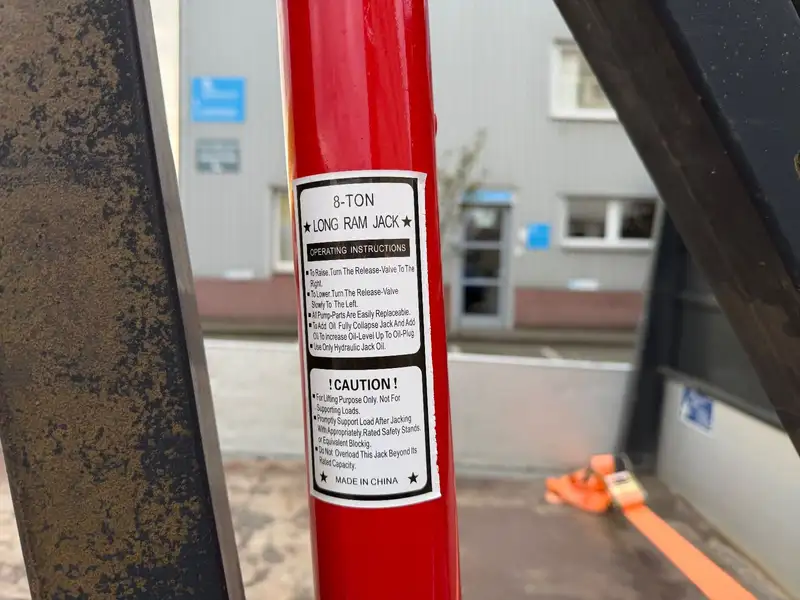 8-TON
★ LONG RAM JACK ★
OPERATING INSTRUCTIONS
■ To Raise.Turn The Release-Valve To The
Right.
■ To Lower.Turn The Release-Valve
Slowly To The Left.
■ All Pump-Parts Are Easily Replaceable.
■ To Add Oil Fully Collapse Jack And Add
Oil To increase Oil-Level Up To Oil-Plug
■ Use Only Hydraulic Jack Oil.
! CAUTION !
■ For Lifting Purpose Only. Not For
Supporting Loads.
■ Promptly Support Load After Jacking
With Appropriately Rated Safety Stands.
or Equivalent Blockig.
■ Do Not Overload This Jack Beyond Its
Rated Capacity.
★ MADE IN CHINA ★